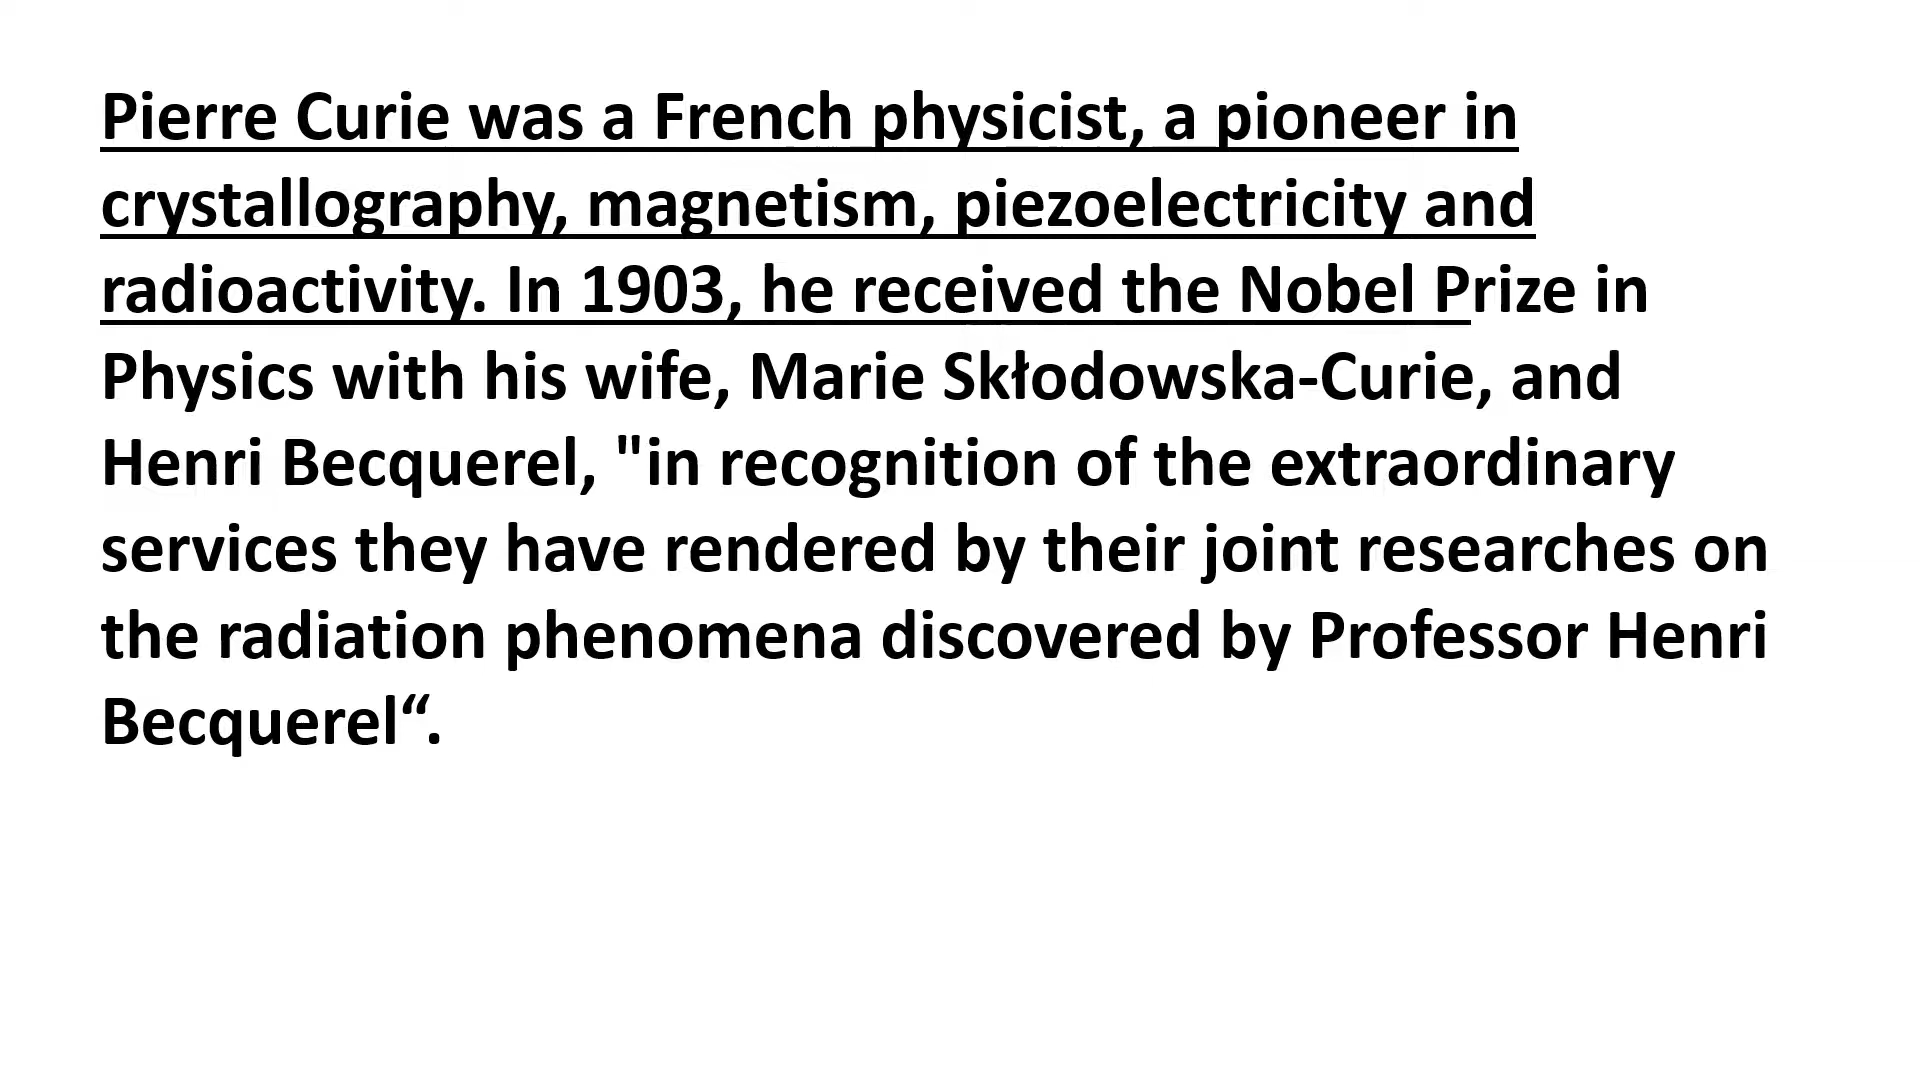 Pierre Curie was a French physicist, a pioneer in
crystallography, magnetism, piezoelectricity and
radioactivity. In 1903, he received the Nobel Prize in
Physics with his wife, Marie Skłodowska-Curie, and
Henri Becquerel, "in recognition of the extraordinary
services they have rendered by their joint researches on
the radiation phenomena discovered by Professor Henri
Becquerel“.